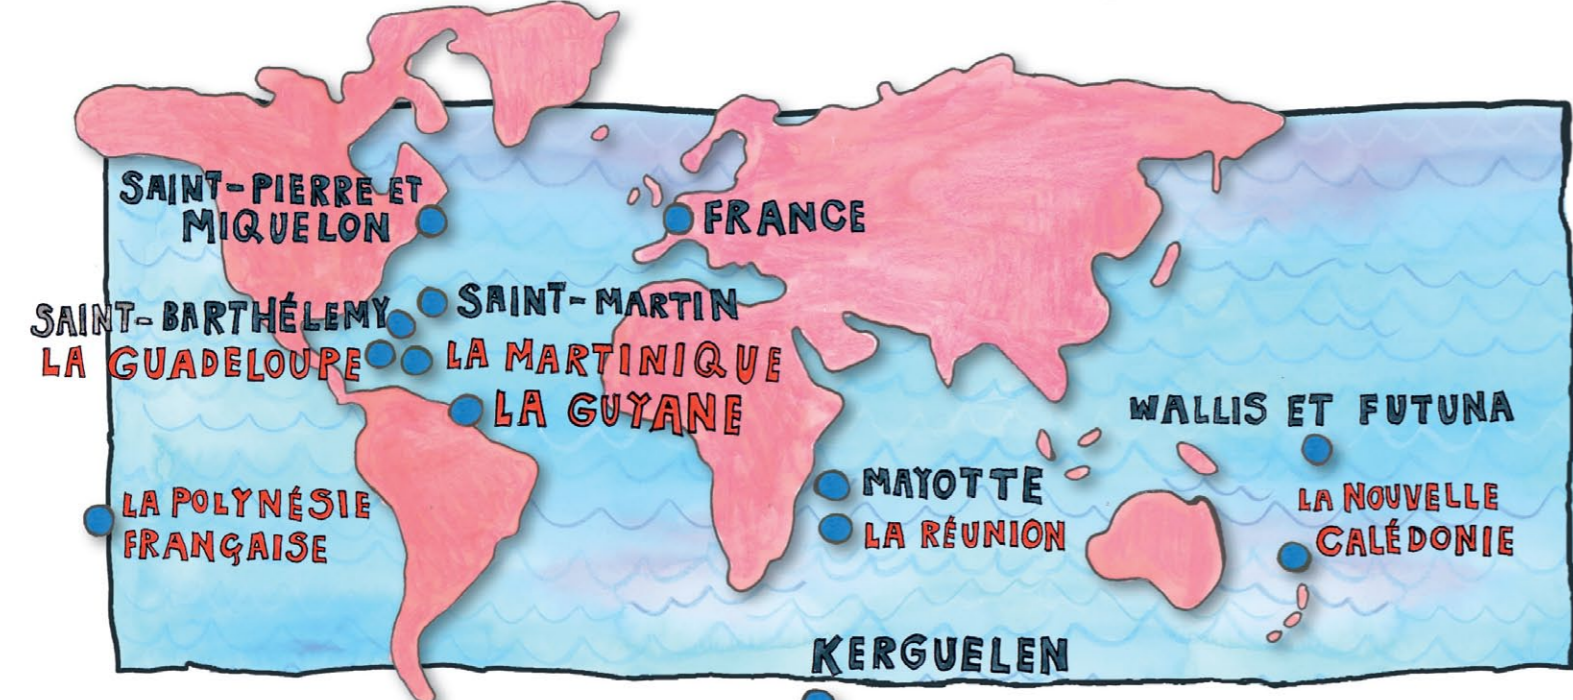 SAINT-PIERRE ET
MIQUELON
FRANCE
SAINT-BARTHÉLEMY
SAINT-MARTIN
LA GUADELOUPE
LA MARTINIQUE
LA GUYANE
WALLIS ET FUTUNA
MAYOTTE
LA RÉUNION
LA POLYNÉSIE
FRANÇAISE
LA NOUVELLE
CALÉDONIE
KERGUELEN